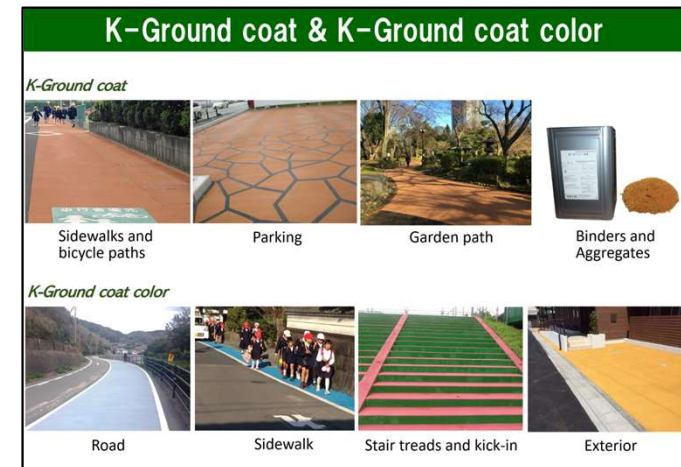 K-Ground coat & K-Ground coat color
K-Ground coat
Sidewalks and
bicycle paths
Parking
Garden path
Binders and
Aggregates
K-Ground coat color
Road
Sidewalk
Stair treads and kick-in
Exterior